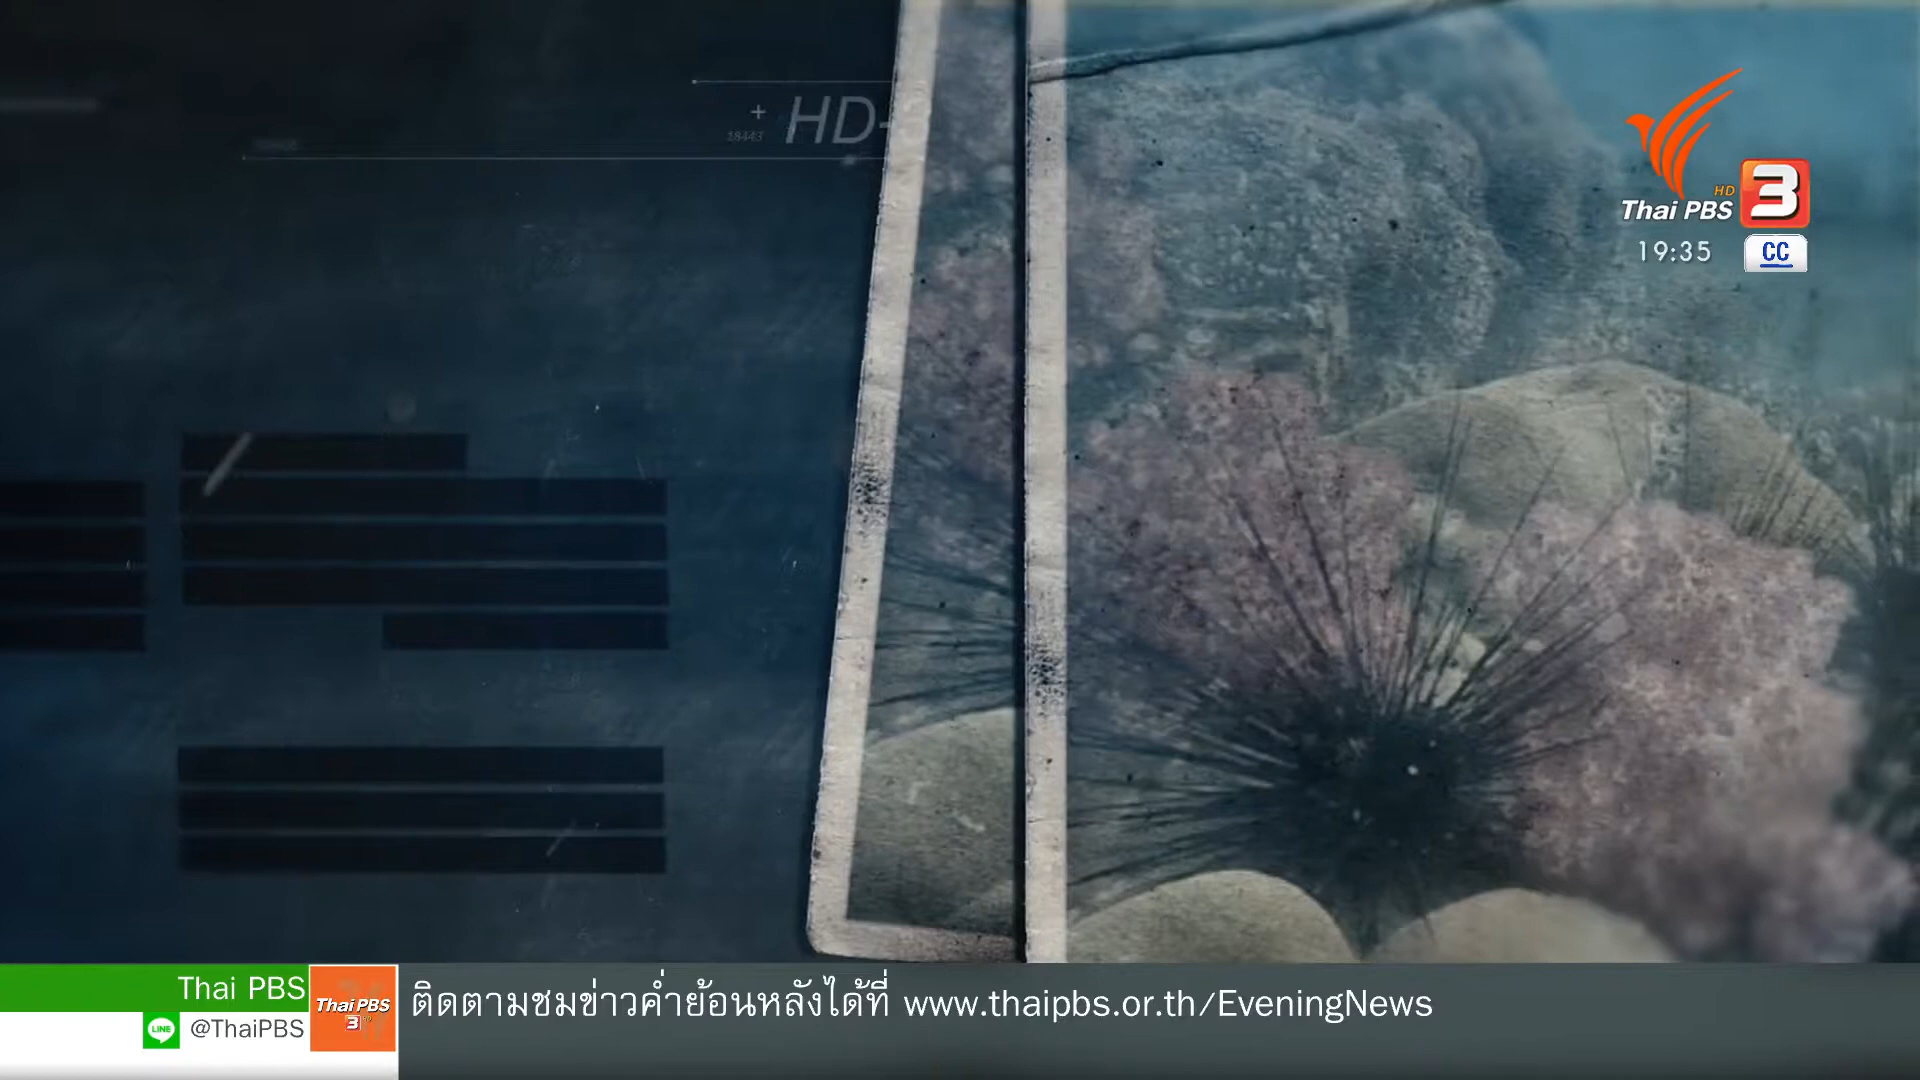 HD-
18443
HD
Thai PBS
3
19:35
CC
Thai PBS
LINE
@ThaiPBS
Thai PBS
3
ติดตามชมข่าวค่ำย้อนหลังได้ที่ www.thaipbs.or.th/EveningNews